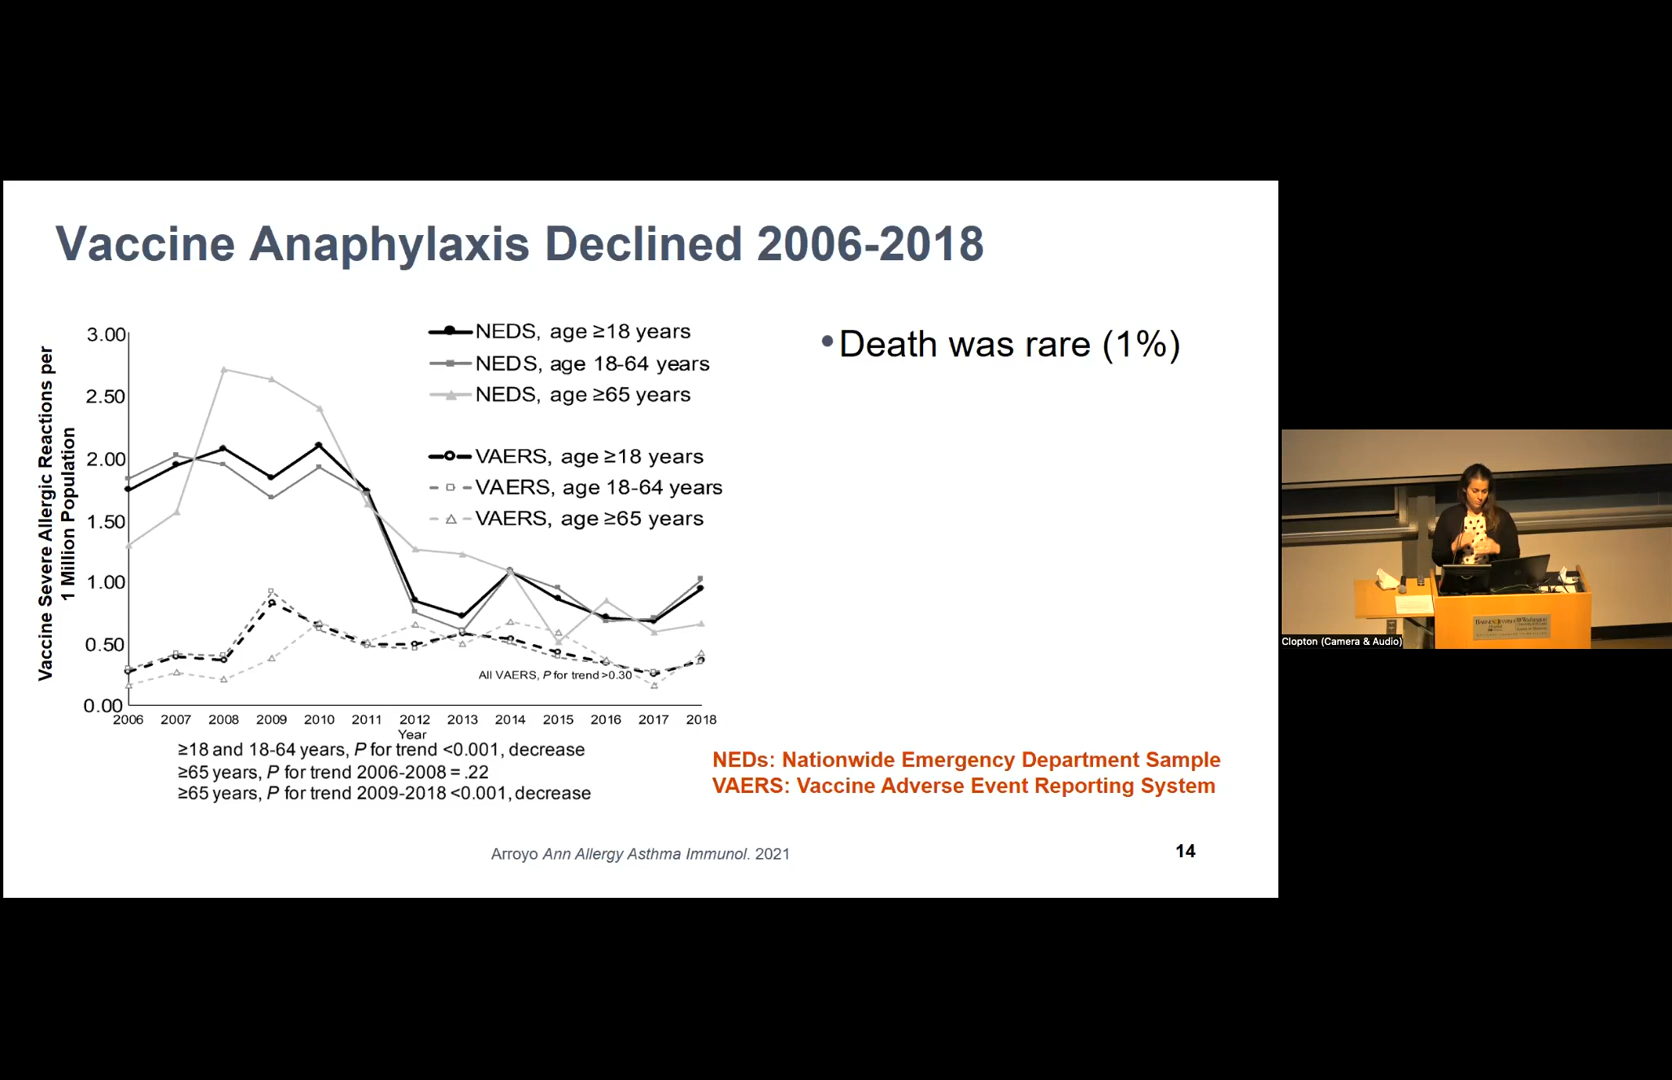 Vaccine Anaphylaxis Declined 2006-2018
Vaccine Severe Allergic Reactions per
1 Million Population
3.00
2.50
2.00
1.50
1.00
0.50
0.00
NEDS, age ≥18 years
NEDS, age 18-64 years
NEDS, age ≥65 years
VAERS, age ≥18 years
VAERS, age 18-64 years
VAERS, age ≥65 years
All VAERS, P for trend >0.30
2006 2007 2008 2009 2010 2011 2012 2013 2014 2015 2016 2017 2018
Year
≥18 and 18-64 years, P for trend <0.001, decrease
≥65 years, P for trend 2006-2008 = .22
≥65 years, P for trend 2009-2018 <0.001, decrease
•Death was rare (1%)
NEDs: Nationwide Emergency Department Sample
VAERS: Vaccine Adverse Event Reporting System
Arroyo Ann Allergy Asthma Immunol. 2021
14
Clopton (Camera & Audio)